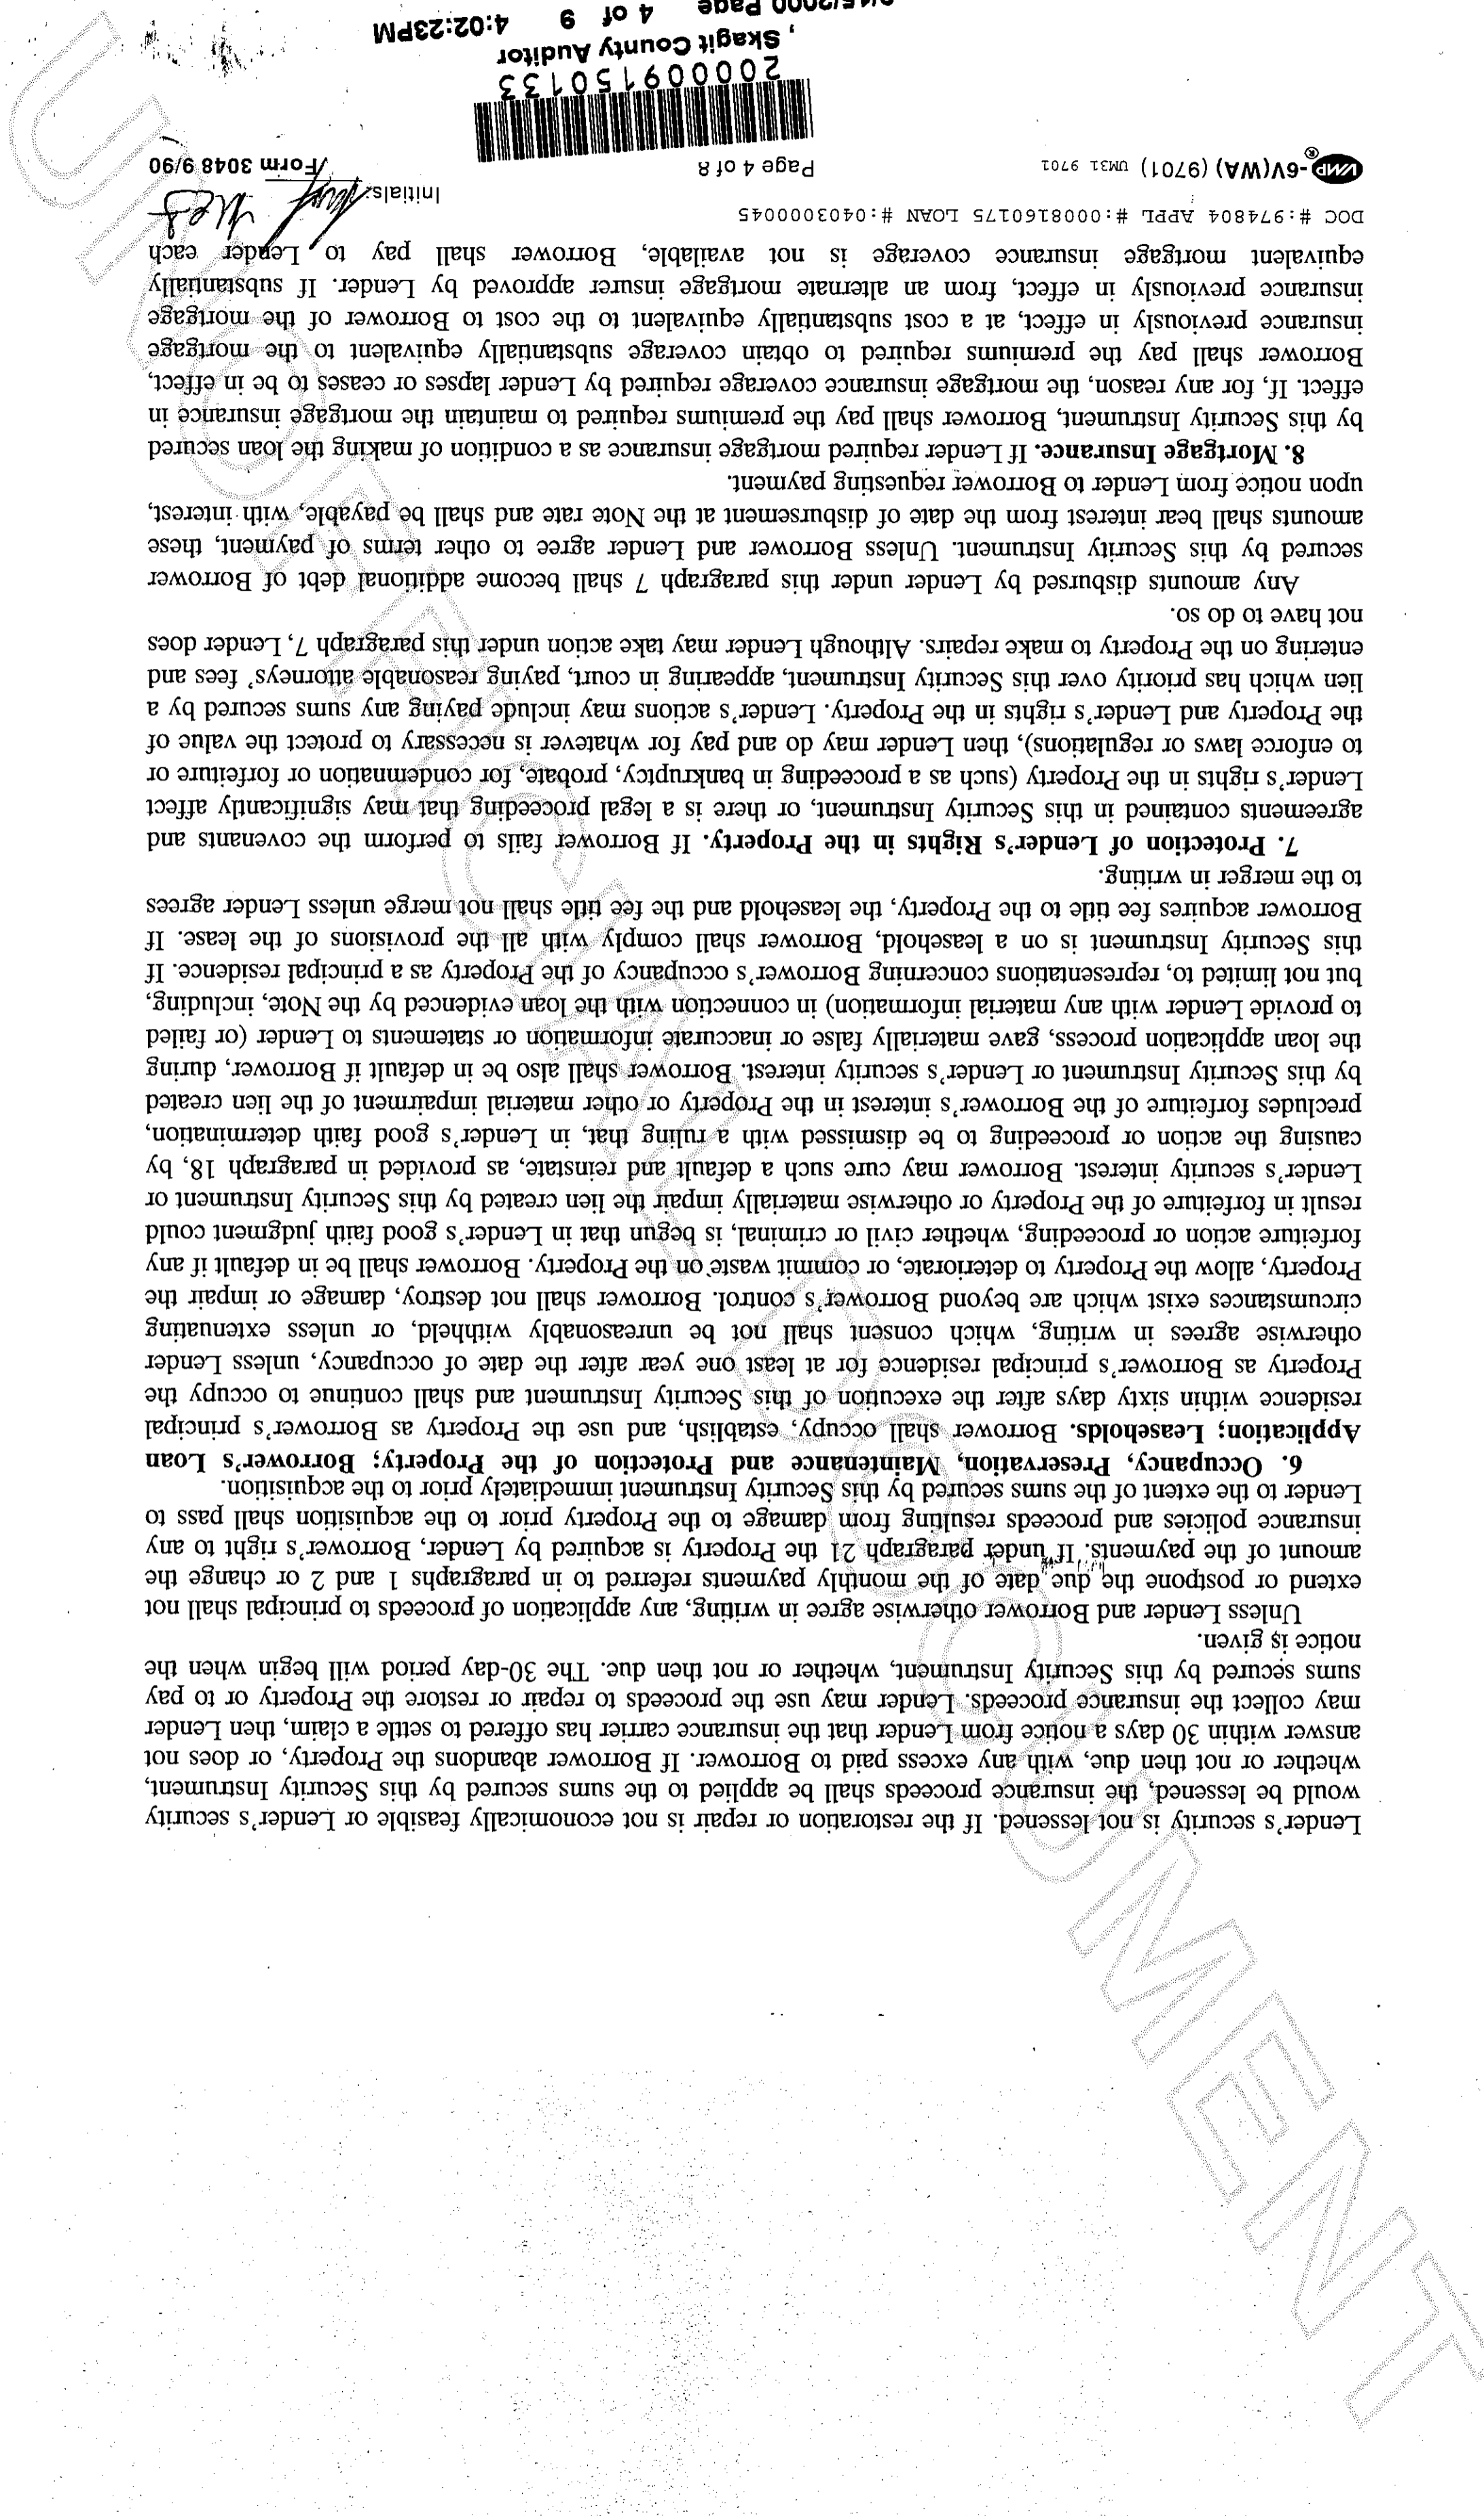 Lender's security is not lessened. If the restoration or repair is not economically feasible or Lender's security
would be lessened, the insurance proceeds shall be applied to the sums secured by this Security Instrument,
whether or not then due, with any excess paid to Borrower. If Borrower abandons the Property, or does not
answer within 30 days a notice from Lender that the insurance carrier has offered to settle a claim, then Lender
may collect the insurance proceeds. Lender may use the proceeds to repair or restore the Property or to pay
sums secured by this Security Instrument, whether or not then due. The 30-day period will begin when the
notice is given.
Unless Lender and Borrower otherwise agree in writing, any application of proceeds to principal shall not
extend or postpone the due date of the monthly payments referred to in paragraphs 1 and 2 or change the
amount of the payments. If under paragraph 21 the Property is acquired by Lender, Borrower's right to any
insurance policies and proceeds resulting from damage to the Property prior to the acquisition shall pass to
Lender to the extent of the sums secured by this Security Instrument immediately prior to the acquisition.
6. Occupancy, Preservation, Maintenance and Protection of the Property; Borrower's Loan
Application; Leaseholds. Borrower shall occupy, establish, and use the Property as Borrower's principal
residence within sixty days after the execution of this Security Instrument and shall continue to occupy the
Property as Borrower's principal residence for at least one year after the date of occupancy, unless Lender
otherwise agrees in writing, which consent shall not be unreasonably withheld, or unless extenuating
circumstances exist which are beyond Borrower's control. Borrower shall not destroy, damage or impair the
Property, allow the Property to deteriorate, or commit waste on the Property. Borrower shall be in default if any
forfeiture action or proceeding, whether civil or criminal, is begun that in Lender's good faith judgment could
result in forfeiture of the Property or otherwise materially impair the lien created by this Security Instrument or
Lender's security interest. Borrower may cure such a default and reinstate, as provided in paragraph 18, by
causing the action or proceeding to be dismissed with a ruling that, in Lender's good faith determination,
precludes forfeiture of the Borrower's interest in the Property or other material impairment of the lien created
by this Security Instrument or Lender's security interest. Borrower shall also be in default if Borrower, during
the loan application process, gave materially false or inaccurate information or statements to Lender (or failed
to provide Lender with any material information) in connection with the loan evidenced by the Note, including,
but not limited to, representations concerning Borrower's occupancy of the Property as a principal residence. If
this Security Instrument is on a leasehold, Borrower shall comply with all the provisions of the lease. If
Borrower acquires fee title to the Property, the leasehold and the fee title shall not merge unless Lender agrees
to the merger in writing.
7. Protection of Lender's Rights in the Property. If Borrower fails to perform the covenants and
agreements contained in this Security Instrument, or there is a legal proceeding that may significantly affect
Lender's rights in the Property (such as a proceeding in bankruptcy, probate, for condemnation or forfeiture or
to enforce laws or regulations), then Lender may do and pay for whatever is necessary to protect the value of
the Property and Lender's rights in the Property. Lender's actions may include paying any sums secured by a
lien which has priority over this Security Instrument, appearing in court, paying reasonable attorneys' fees and
entering on the Property to make repairs. Although Lender may take action under this paragraph 7, Lender does
not have to do so.
Any amounts disbursed by Lender under this paragraph 7 shall become additional debt of Borrower
secured by this Security Instrument. Unless Borrower and Lender agree to other terms of payment, these
amounts shall bear interest from the date of disbursement at the Note rate and shall be payable, with interest,
upon notice from Lender to Borrower requesting payment.
8. Mortgage Insurance. If Lender required mortgage insurance as a condition of making the loan secured
by this Security Instrument, Borrower shall pay the premiums required to maintain the mortgage insurance in
effect. If, for any reason, the mortgage insurance coverage required by Lender lapses or ceases to be in effect,
Borrower shall pay the premiums required to obtain coverage substantially equivalent to the mortgage
insurance previously in effect, at a cost substantially equivalent to the cost to Borrower of the mortgage
insurance previously in effect, from an alternate mortgage insurer approved by Lender. If substantially
equivalent mortgage insurance coverage is not available, Borrower shall pay to Lender each
DOC #:974804 APPL #:0008160175 LOAN #:0403000045
Initials:
VMP®-6V(WA) (9701) UM31 9701
Page 4 of 8
Form 3048 9/90
200009150133
, Skagit County Auditor
9/15/2000 Page 4 of 9 4:02:23PM
UNOFFICIAL DOCUMENT